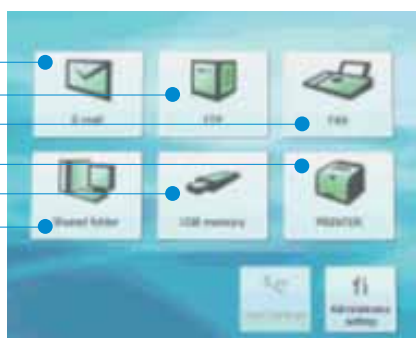 E-mail
FTP
FAX
Shared folder
USB memory
PRINTER
Administrator
setting